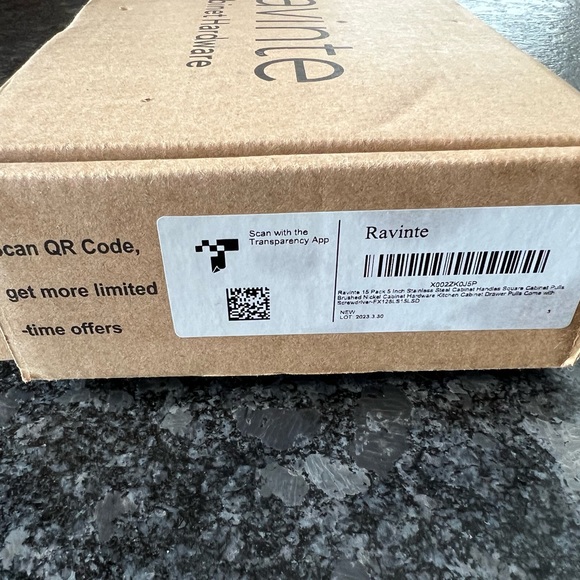 avinte
binet Hardware
Scan QR Code,
get more limited
-time offers
Scan with the
Transparency App
Ravinte
X002ZK0J5P
Ravinte 15 Pack 5 Inch Stainless Steel Cabinet Handles Square Cabinet Pulls
Brushed Nickel Cabinet Hardware Kitchen Cabinet Drawer Pulls Come with
NEW
LOT: 2023.3.30
3